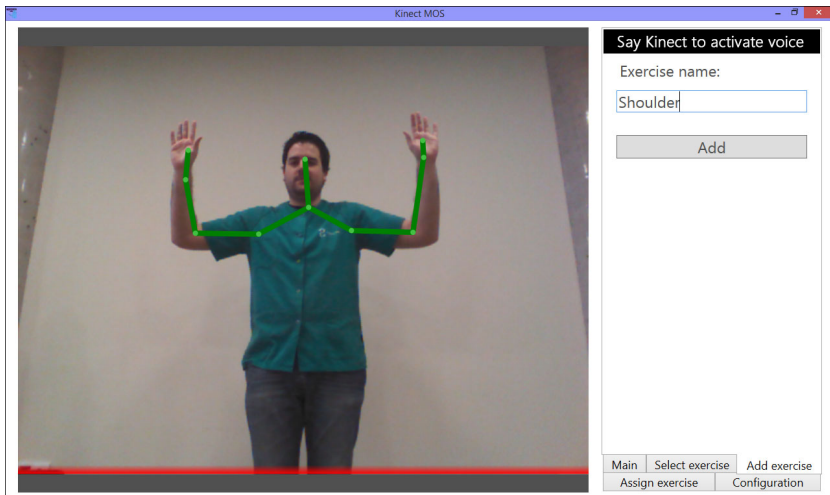 Kinect MOS
Say Kinect to activate voice
Exercise name:
Shoulder
Add
Main Select exercise Add exercise
Assign exercise Configuration